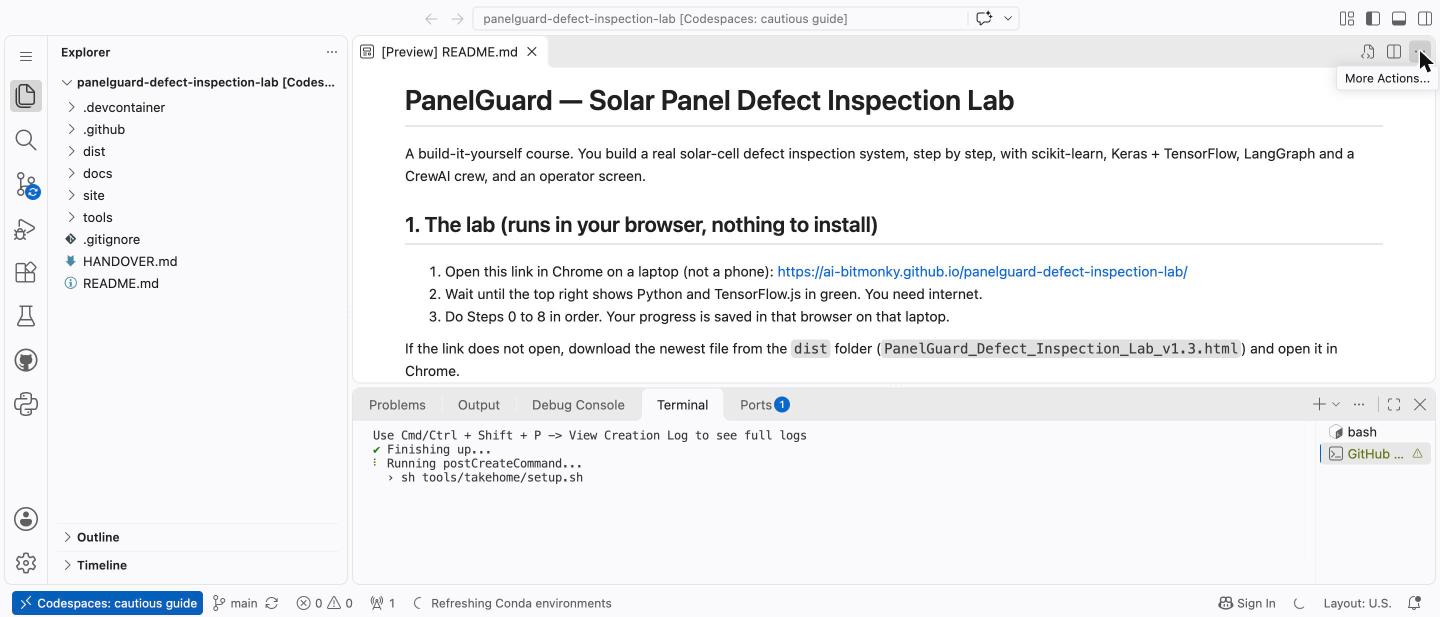 panelguard-defect-inspection-lab [Codespaces: cautious guide]
Explorer
panelguard-defect-inspection-lab [Codes...
.devcontainer
.github
dist
docs
site
tools
.gitignore
HANDOVER.md
README.md
Outline
Timeline
[Preview] README.md
More Actions...
PanelGuard — Solar Panel Defect Inspection Lab
A build-it-yourself course. You build a real solar-cell defect inspection system, step by step, with scikit-learn, Keras + TensorFlow, LangGraph and a
CrewAI crew, and an operator screen.
1. The lab (runs in your browser, nothing to install)
1. Open this link in Chrome on a laptop (not a phone): https://ai-bitmonky.github.io/panelguard-defect-inspection-lab/
2. Wait until the top right shows Python and TensorFlow.js in green. You need internet.
3. Do Steps 0 to 8 in order. Your progress is saved in that browser on that laptop.
If the link does not open, download the newest file from the dist folder (PanelGuard_Defect_Inspection_Lab_v1.3.html) and open it in
Chrome.
Problems Output Debug Console Terminal Ports 1
Use Cmd/Ctrl + Shift + P -> View Creation Log to see full logs
✔ Finishing up...
⠇ Running postCreateCommand...
› sh tools/takehome/setup.sh
bash
GitHub ...
Codespaces: cautious guide main 0 0 1 Refreshing Conda environments Sign In Layout: U.S.